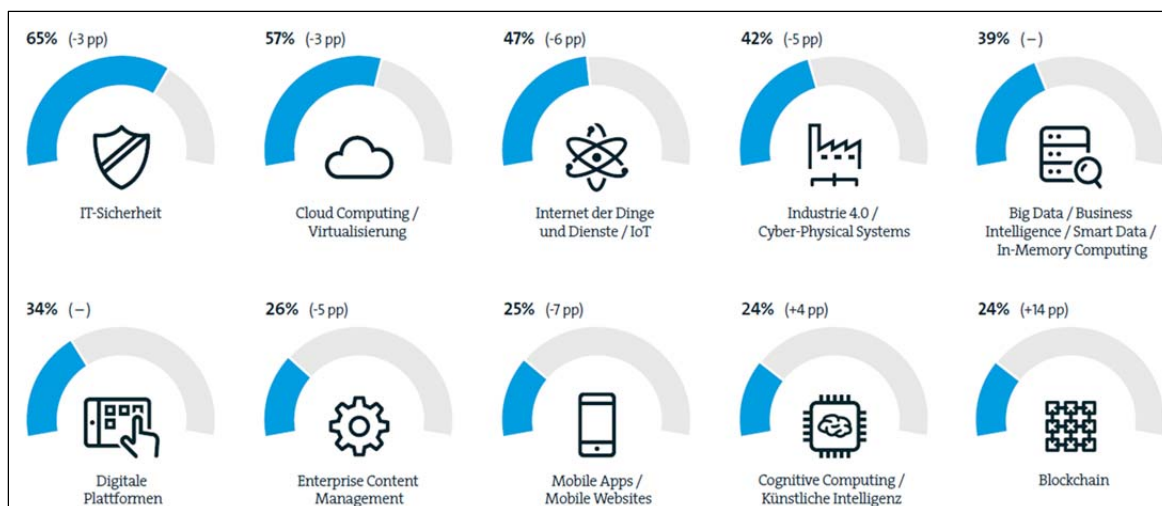 65% (-3 pp)
57% (-3 pp)
47% (-6 pp)
42% (-5 pp)
39% (–)
IT-Sicherheit
Cloud Computing /
Virtualisierung
Internet der Dinge
und Dienste / IoT
Industrie 4.0 /
Cyber-Physical Systems
Big Data / Business
Intelligence / Smart Data /
In-Memory Computing
34% (–)
26% (-5 pp)
25% (-7 pp)
24% (+4 pp)
24% (+14 pp)
Digitale
Plattformen
Enterprise Content
Management
Mobile Apps /
Mobile Websites
Cognitive Computing /
Künstliche Intelligenz
Blockchain